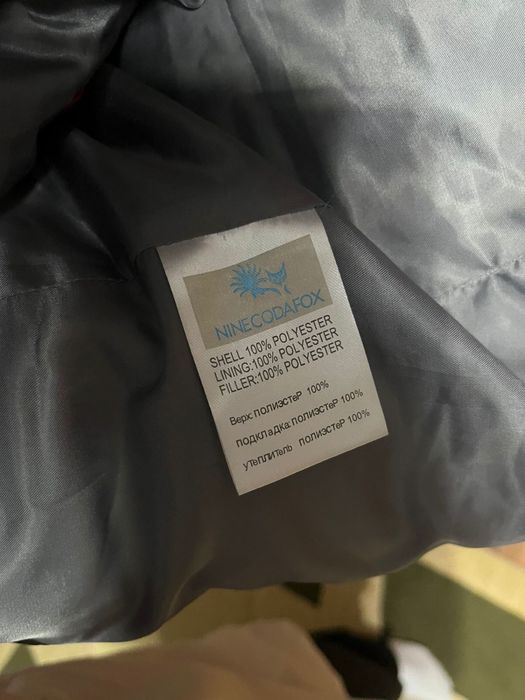 NINECODAFOX
SHELL 100% POLYESTER
LINING:100% POLYESTER
FILLER:100% POLYESTER
Верх: полиэстеР 100%
подклаДка: полиэстеР 100%
утеплитель полиэстеР 100%